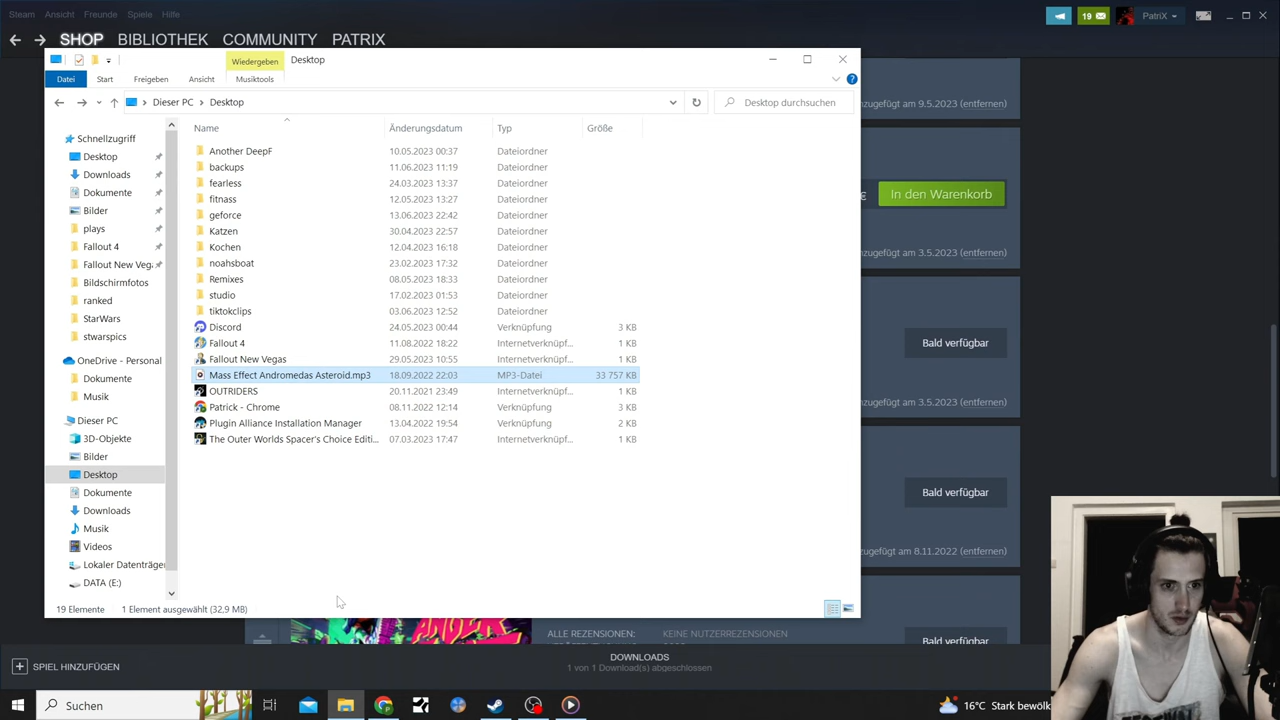 Steam Ansicht Freunde Spiele Hilfe
19 PatriX
SHOP BIBLIOTHEK COMMUNITY PATRIX
Wiedergeben Desktop
Datei Start Freigeben Ansicht Musiktools
Dieser PC > Desktop
Desktop durchsuchen
Name Änderungsdatum Typ Größe
Schnellzugriff
Desktop
Downloads
Dokumente
Bilder
plays
Fallout 4
Fallout New Vega
Bildschirmfotos
ranked
StarWars
stwarspics
OneDrive - Personal
Dokumente
Musik
Dieser PC
3D-Objekte
Bilder
Desktop
Dokumente
Downloads
Musik
Videos
Lokaler Datenträger
DATA (E:)
Another DeepF 10.05.2023 00:37 Dateiordner
backups 11.06.2023 11:19 Dateiordner
fearless 24.03.2023 13:37 Dateiordner
fitnass 12.05.2023 13:27 Dateiordner
geforce 13.06.2023 22:42 Dateiordner
Katzen 30.04.2023 22:57 Dateiordner
Kochen 12.04.2023 16:18 Dateiordner
noahsboat 23.02.2023 17:32 Dateiordner
Remixes 08.05.2023 18:33 Dateiordner
studio 17.02.2023 01:53 Dateiordner
tiktokclips 03.06.2023 12:52 Dateiordner
Discord 24.05.2023 00:44 Verknüpfung 3 KB
Fallout 4 11.08.2022 18:22 Internetverknüpf... 1 KB
Fallout New Vegas 29.05.2023 10:55 Internetverknüpf... 1 KB
Mass Effect Andromedas Asteroid.mp3 18.09.2022 22:03 MP3-Datei 33 757 KB
OUTRIDERS 20.11.2021 23:49 Internetverknüpf... 1 KB
Patrick - Chrome 08.11.2022 12:14 Verknüpfung 3 KB
Plugin Alliance Installation Manager 13.04.2022 19:54 Verknüpfung 2 KB
The Outer Worlds Spacer's Choice Editi... 07.03.2023 17:47 Internetverknüpf... 1 KB
19 Elemente 1 Element ausgewählt (32,9 MB)
zugefügt am 9.5.2023 (entfernen)
€ In den Warenkorb
zugefügt am 3.5.2023 (entfernen)
Bald verfügbar
zugefügt am 3.5.2023 (entfernen)
Bald verfügbar
zugefügt am 8.11.2022 (entfernen)
Bald verfügbar
ANGER
ALLE REZENSIONEN: KEINE NUTZERREZENSIONEN
SPIEL HINZUFÜGEN
DOWNLOADS
1 von 1 Download(s) abgeschlossen
Suchen
16°C Stark bewölk